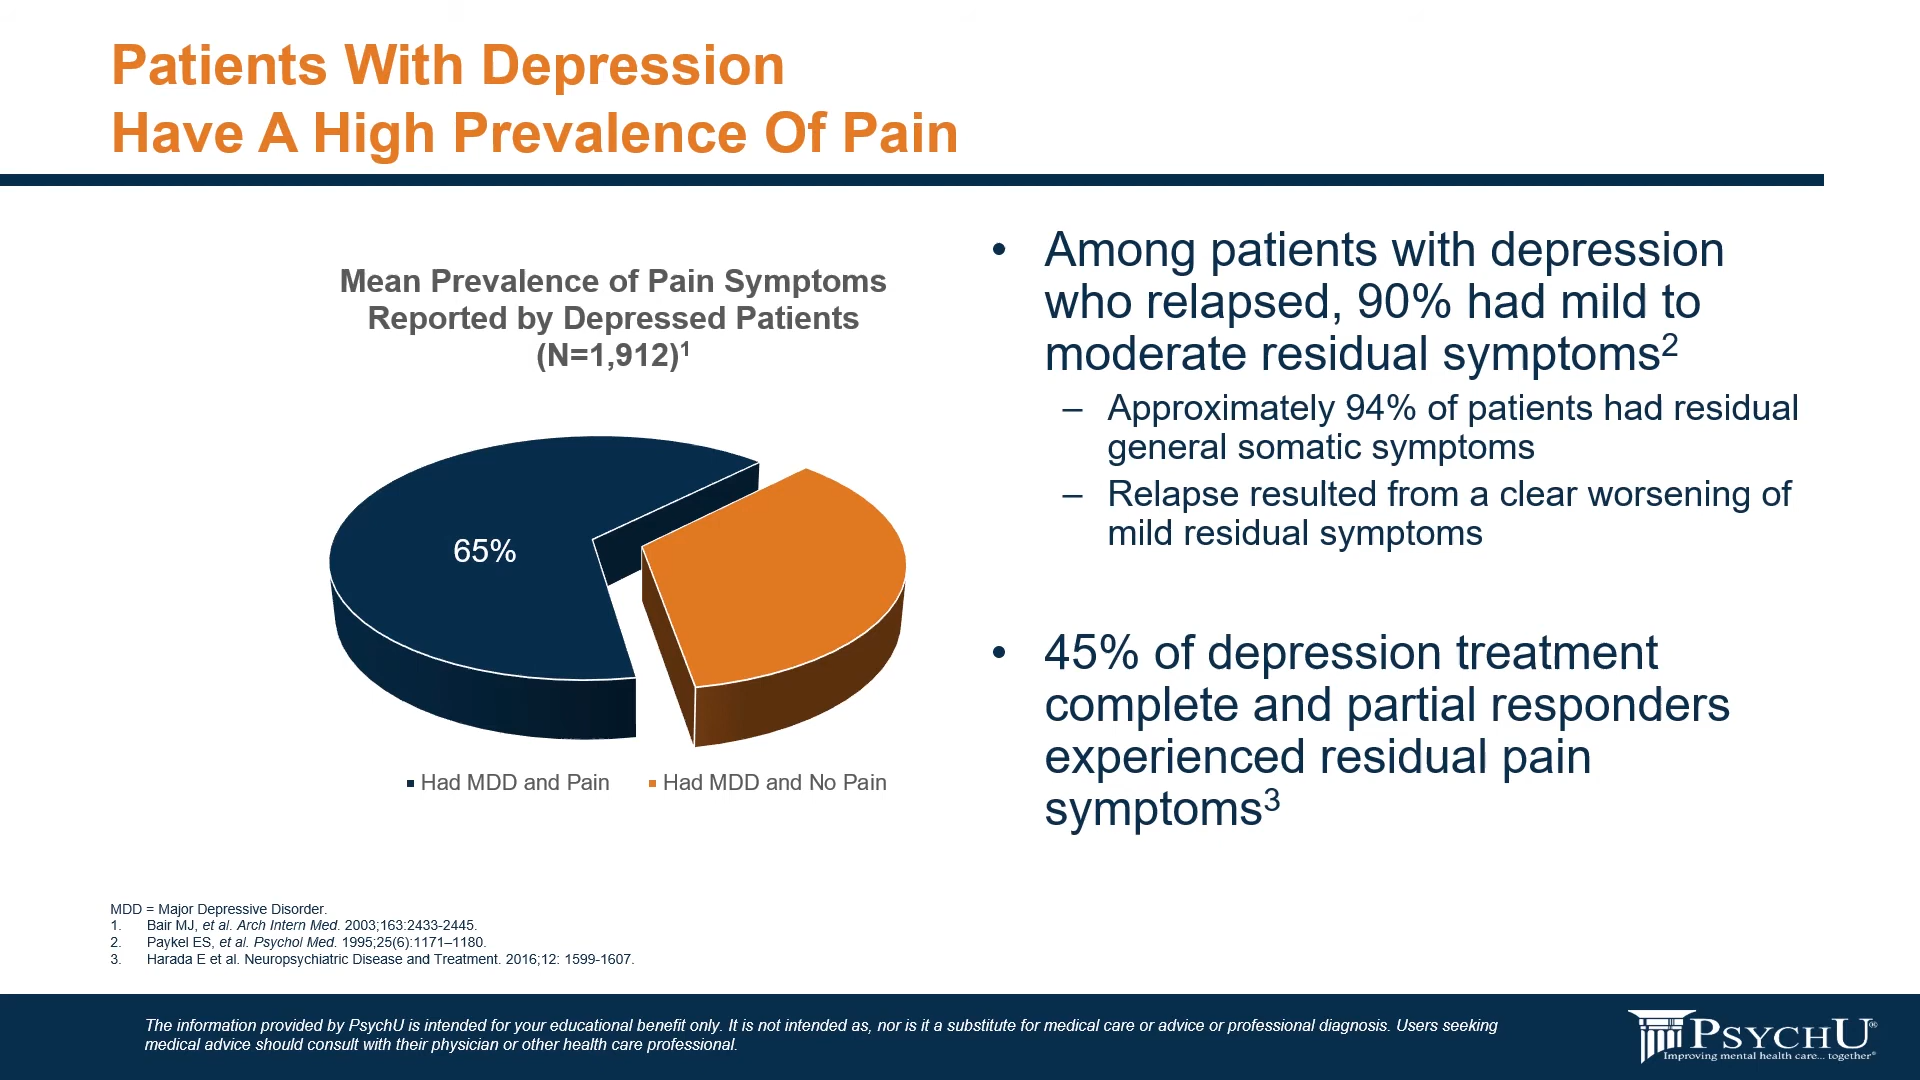 Patients With Depression
Have A High Prevalence Of Pain
Mean Prevalence of Pain Symptoms
Reported by Depressed Patients
(N=1,912)¹
65%
Had MDD and Pain
Had MDD and No Pain
• Among patients with depression
who relapsed, 90% had mild to
moderate residual symptoms²
– Approximately 94% of patients had residual
general somatic symptoms
– Relapse resulted from a clear worsening of
mild residual symptoms
• 45% of depression treatment
complete and partial responders
experienced residual pain
symptoms³
MDD = Major Depressive Disorder.
1. Bair MJ, et al. Arch Intern Med. 2003;163:2433-2445.
2. Paykel ES, et al. Psychol Med. 1995;25(6):1171–1180.
3. Harada E et al. Neuropsychiatric Disease and Treatment. 2016;12: 1599-1607.
The information provided by PsychU is intended for your educational benefit only. It is not intended as, nor is it a substitute for medical care or advice or professional diagnosis. Users seeking
medical advice should consult with their physician or other health care professional.
PSYCHU®
Improving mental health care... together®